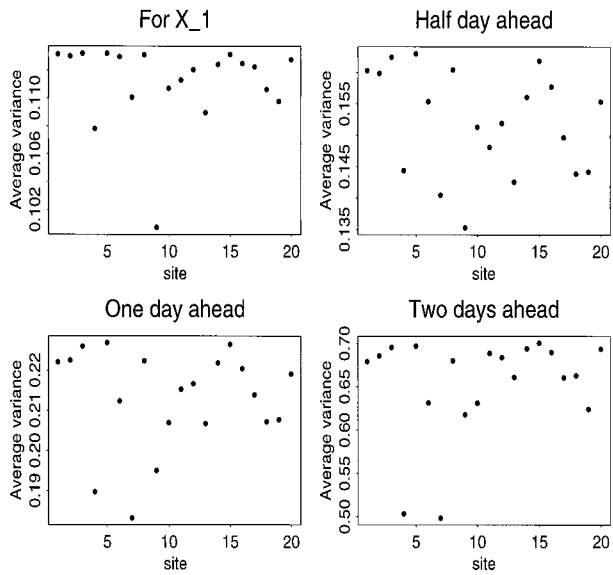 For X_1
Average variance
0.110
0.106
0.102
5 10 15 20
site
Half day ahead
Average variance
0.155
0.145
0.135
5 10 15 20
site
One day ahead
Average variance
0.22
0.21
0.20
0.19
5 10 15 20
site
Two days ahead
Average variance
0.70
0.65
0.60
0.55
0.50
5 10 15 20
site